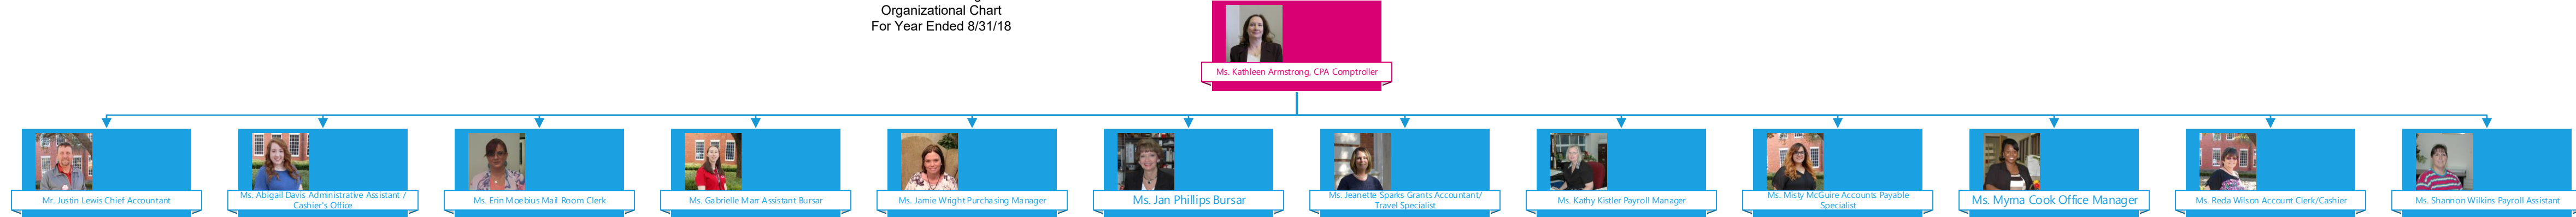 Organizational Chart
For Year Ended 8/31/18
Ms. Kathleen Armstrong, CPA Comptroller
Mr. Justin Lewis Chief Accountant
Ms. Abigail Davis Administrative Assistant /
Cashier's Office
Ms. Erin Moebius Mail Room Clerk
Ms. Gabrielle Marr Assistant Bursar
Ms. Jamie Wright Purchasing Manager
Ms. Jan Phillips Bursar
Ms. Jeanette Sparks Grants Accountant/
Travel Specialist
Ms. Kathy Kistler Payroll Manager
Ms. Misty McGuire Accounts Payable
Specialist
Ms. Myrna Cook Office Manager
Ms. Reda Wilson Account Clerk/Cashier
Ms. Shannon Wilkins Payroll Assistant